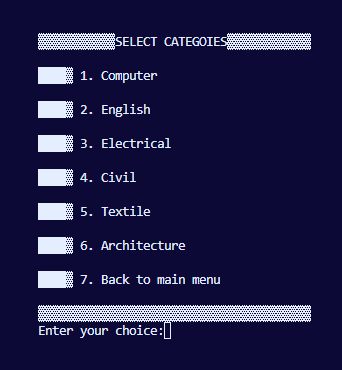 SELECT CATEGOIES
1. Computer
2. English
3. Electrical
4. Civil
5. Textile
6. Architecture
7. Back to main menu
Enter your choice: